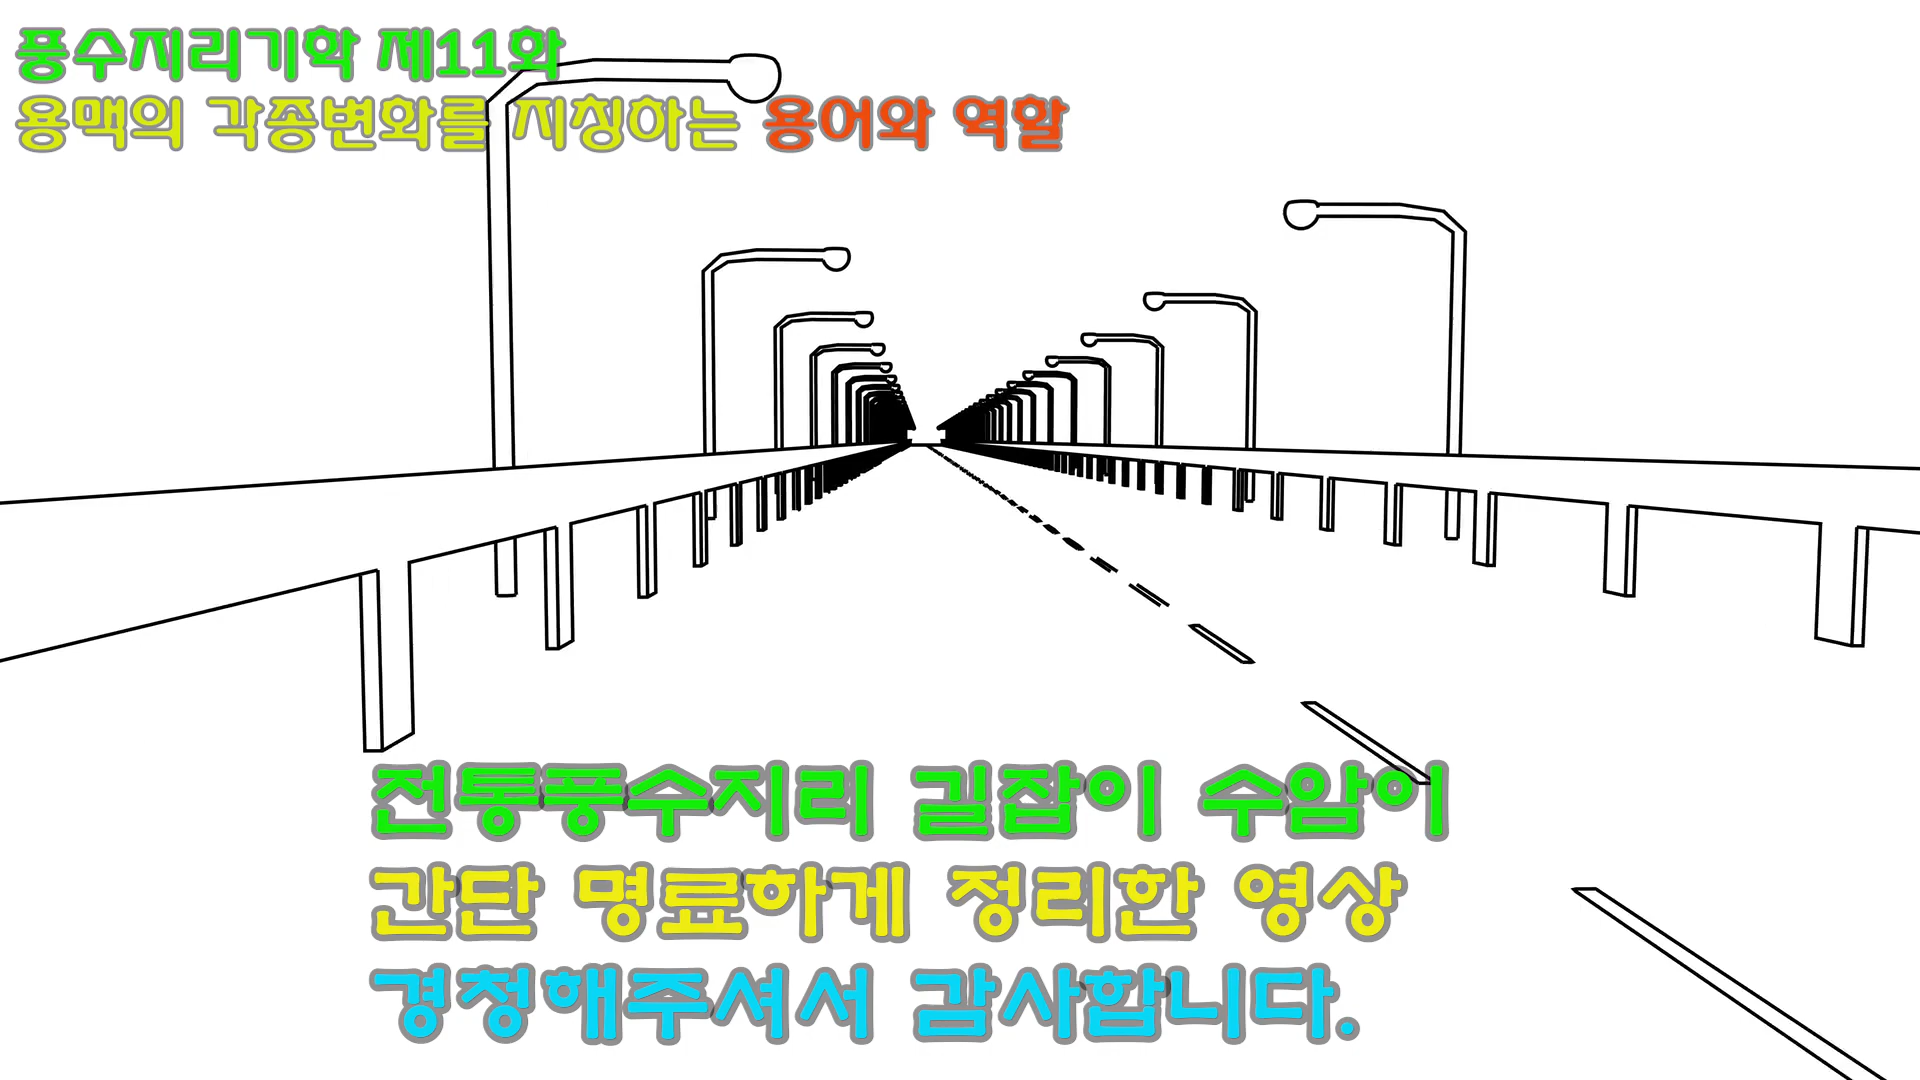 풍수지리기학 제11화
용맥의 각종변화를 지칭하는 용어와 역할
전통풍수지리 길잡이 수암이
간단 명료하게 정리한 영상
경청해주셔서 감사합니다.